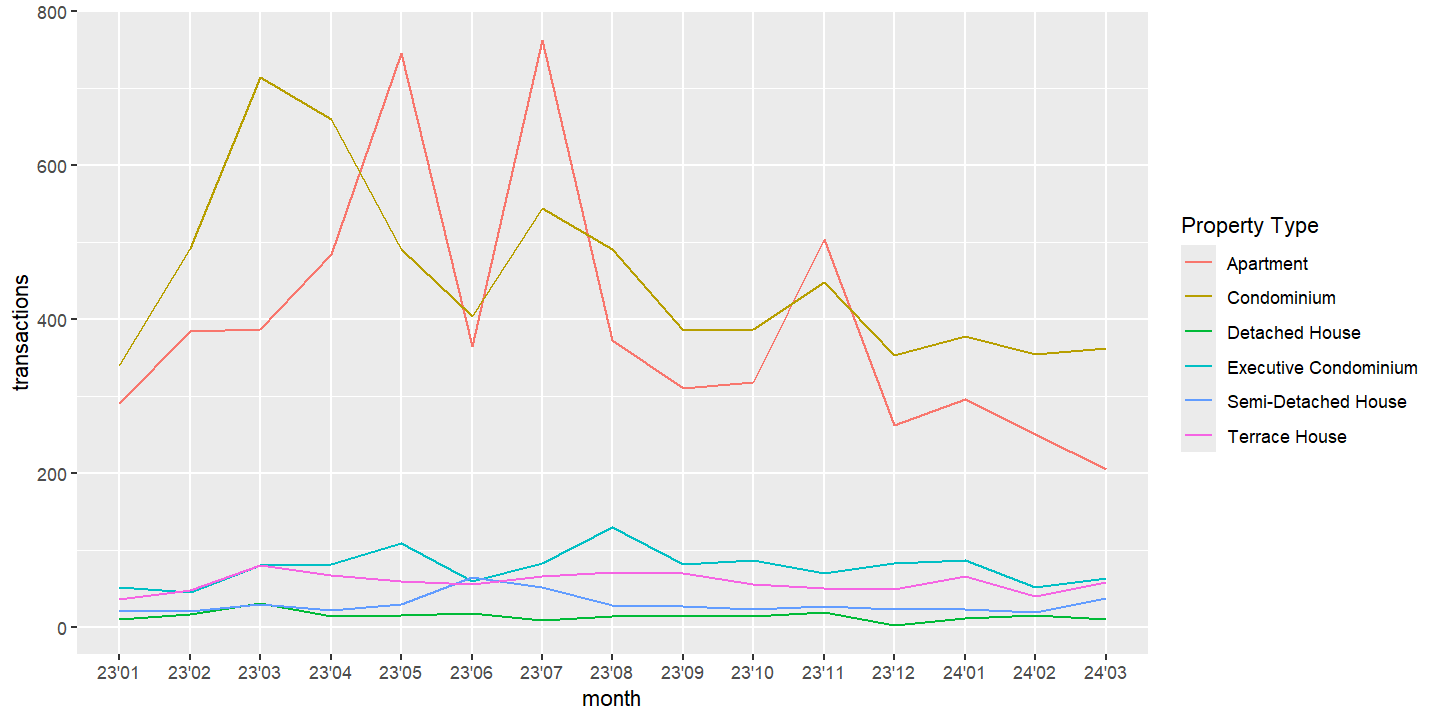 800
600
400
200
0
transactions
23'01 23'02 23'03 23'04 23'05 23'06 23'07 23'08 23'09 23'10 23'11 23'12 24'01 24'02 24'03
month
Property Type
Apartment
Condominium
Detached House
Executive Condominium
Semi-Detached House
Terrace House